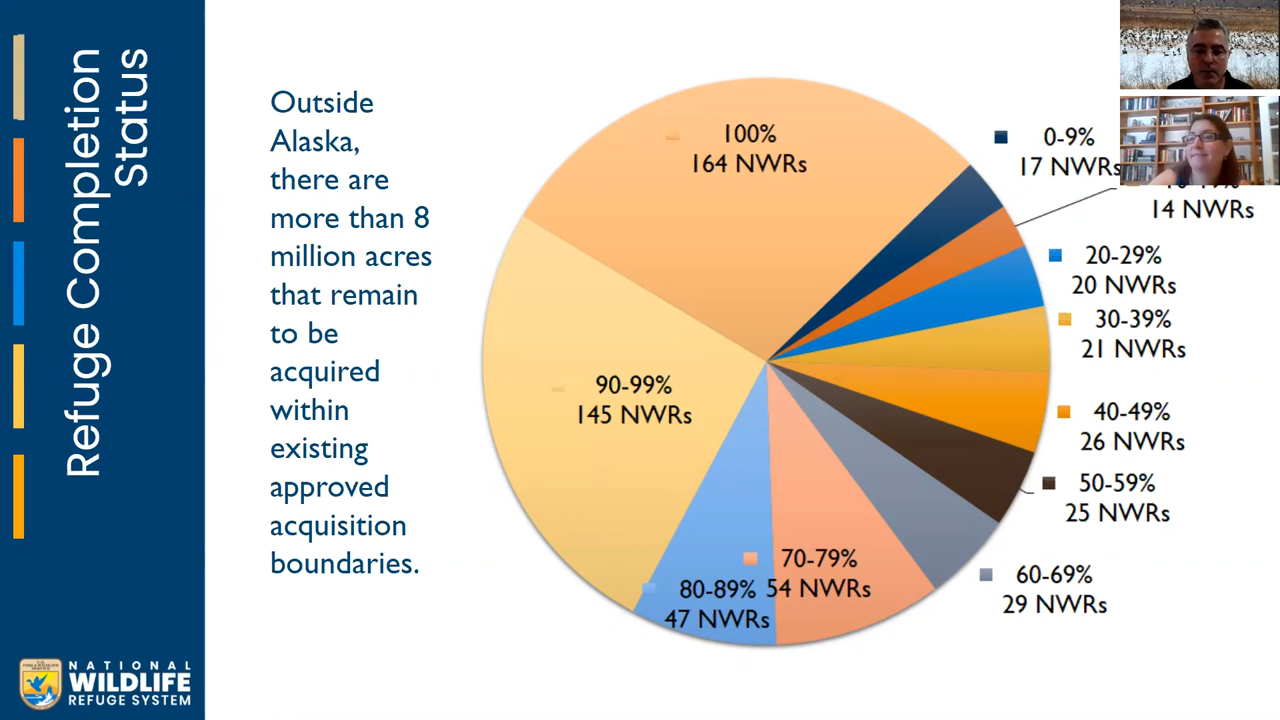 Refuge Completion
Status
Outside
Alaska,
there are
more than 8
million acres
that remain
to be
acquired
within
existing
approved
acquisition
boundaries.
100%
164 NWRs
0-9%
17 NWRs
14 NWRs
20-29%
20 NWRs
30-39%
21 NWRs
40-49%
26 NWRs
50-59%
25 NWRs
60-69%
29 NWRs
70-79%
54 NWRs
80-89%
47 NWRs
90-99%
145 NWRs
NATIONAL
WILDLIFE
REFUGE SYSTEM